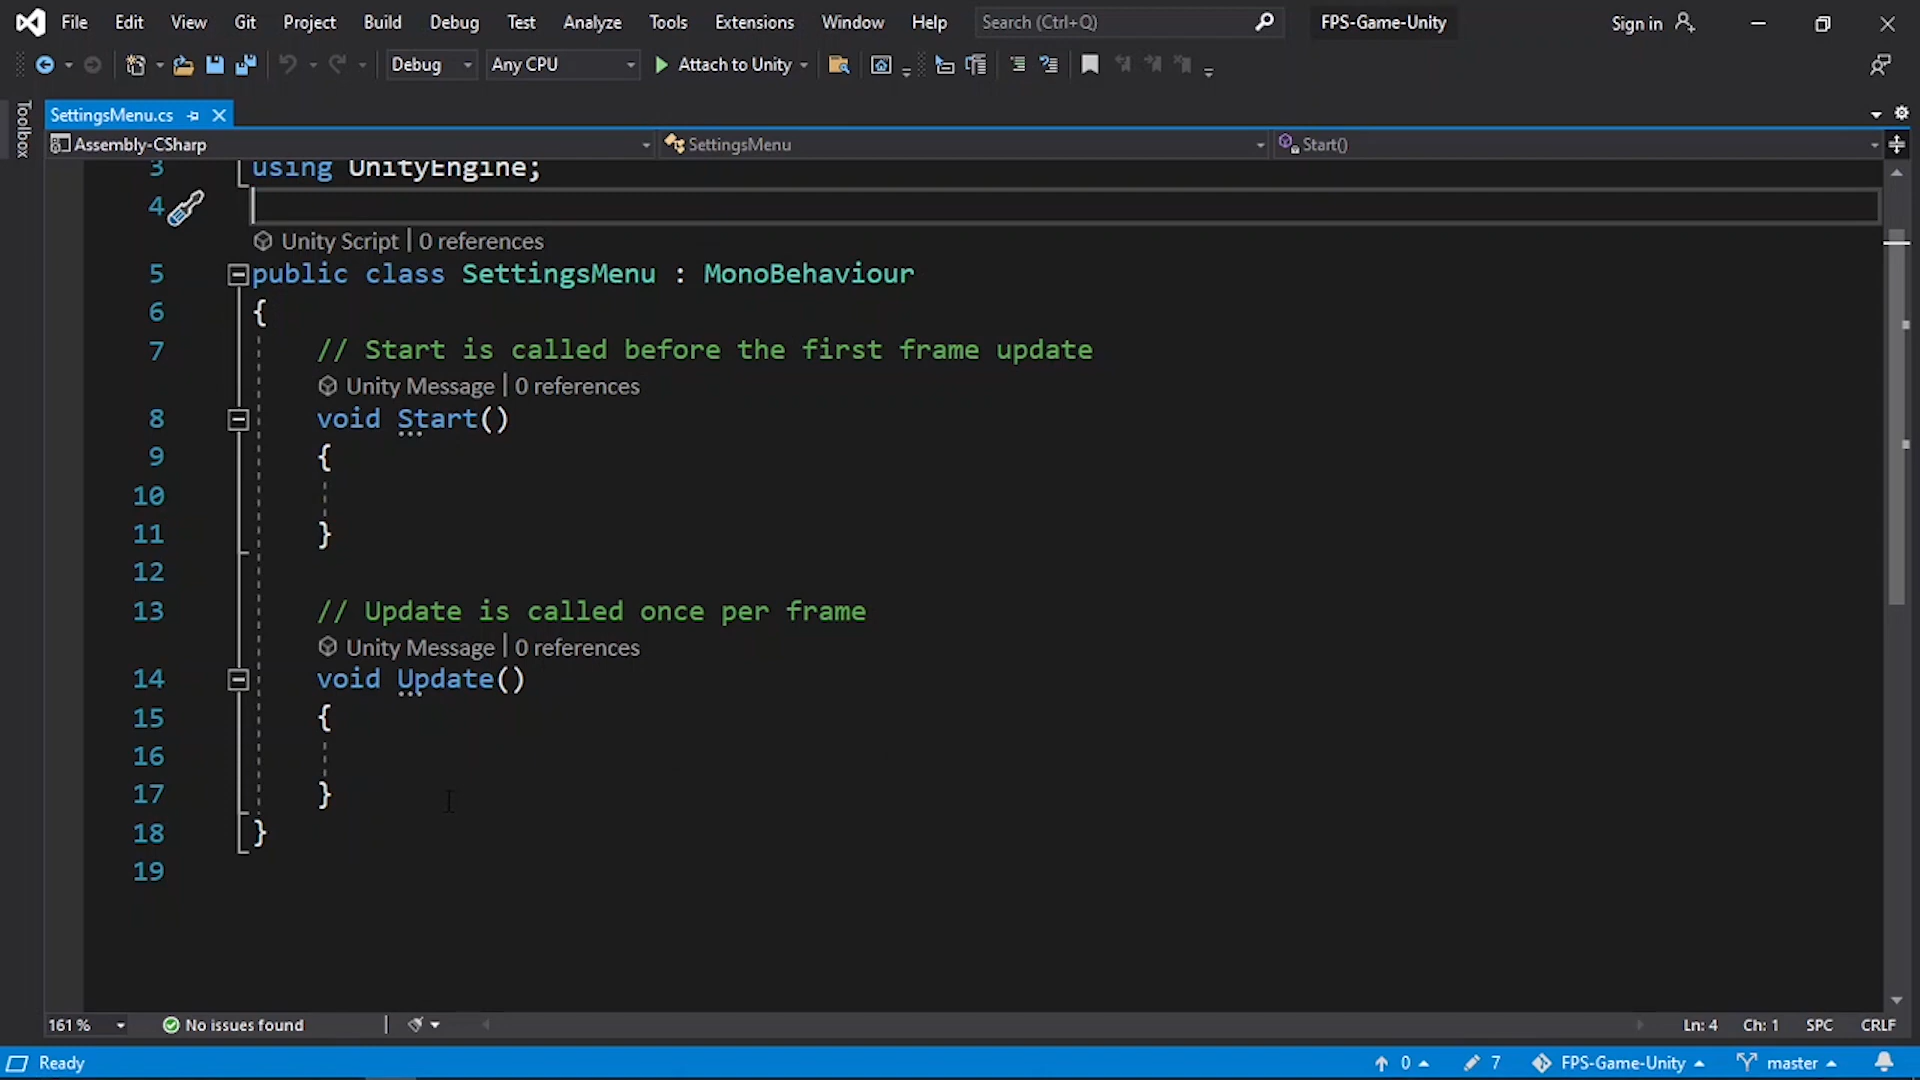 File Edit View Git Project Build Debug Test Analyze Tools Extensions Window Help Search (Ctrl+Q) FPS-Game-Unity Sign in
Debug Any CPU Attach to Unity
Toolbox
SettingsMenu.cs
Assembly-CSharp SettingsMenu Start()
3 using UnityEngine;
4
Unity Script | 0 references
5 public class SettingsMenu : MonoBehaviour
6 {
7 // Start is called before the first frame update
Unity Message | 0 references
8 void Start()
9 {
10
11 }
12
13 // Update is called once per frame
Unity Message | 0 references
14 void Update()
15 {
16
17 }
18 }
19
161 % No issues found Ln: 4 Ch: 1 SPC CRLF
Ready 0 7 FPS-Game-Unity master